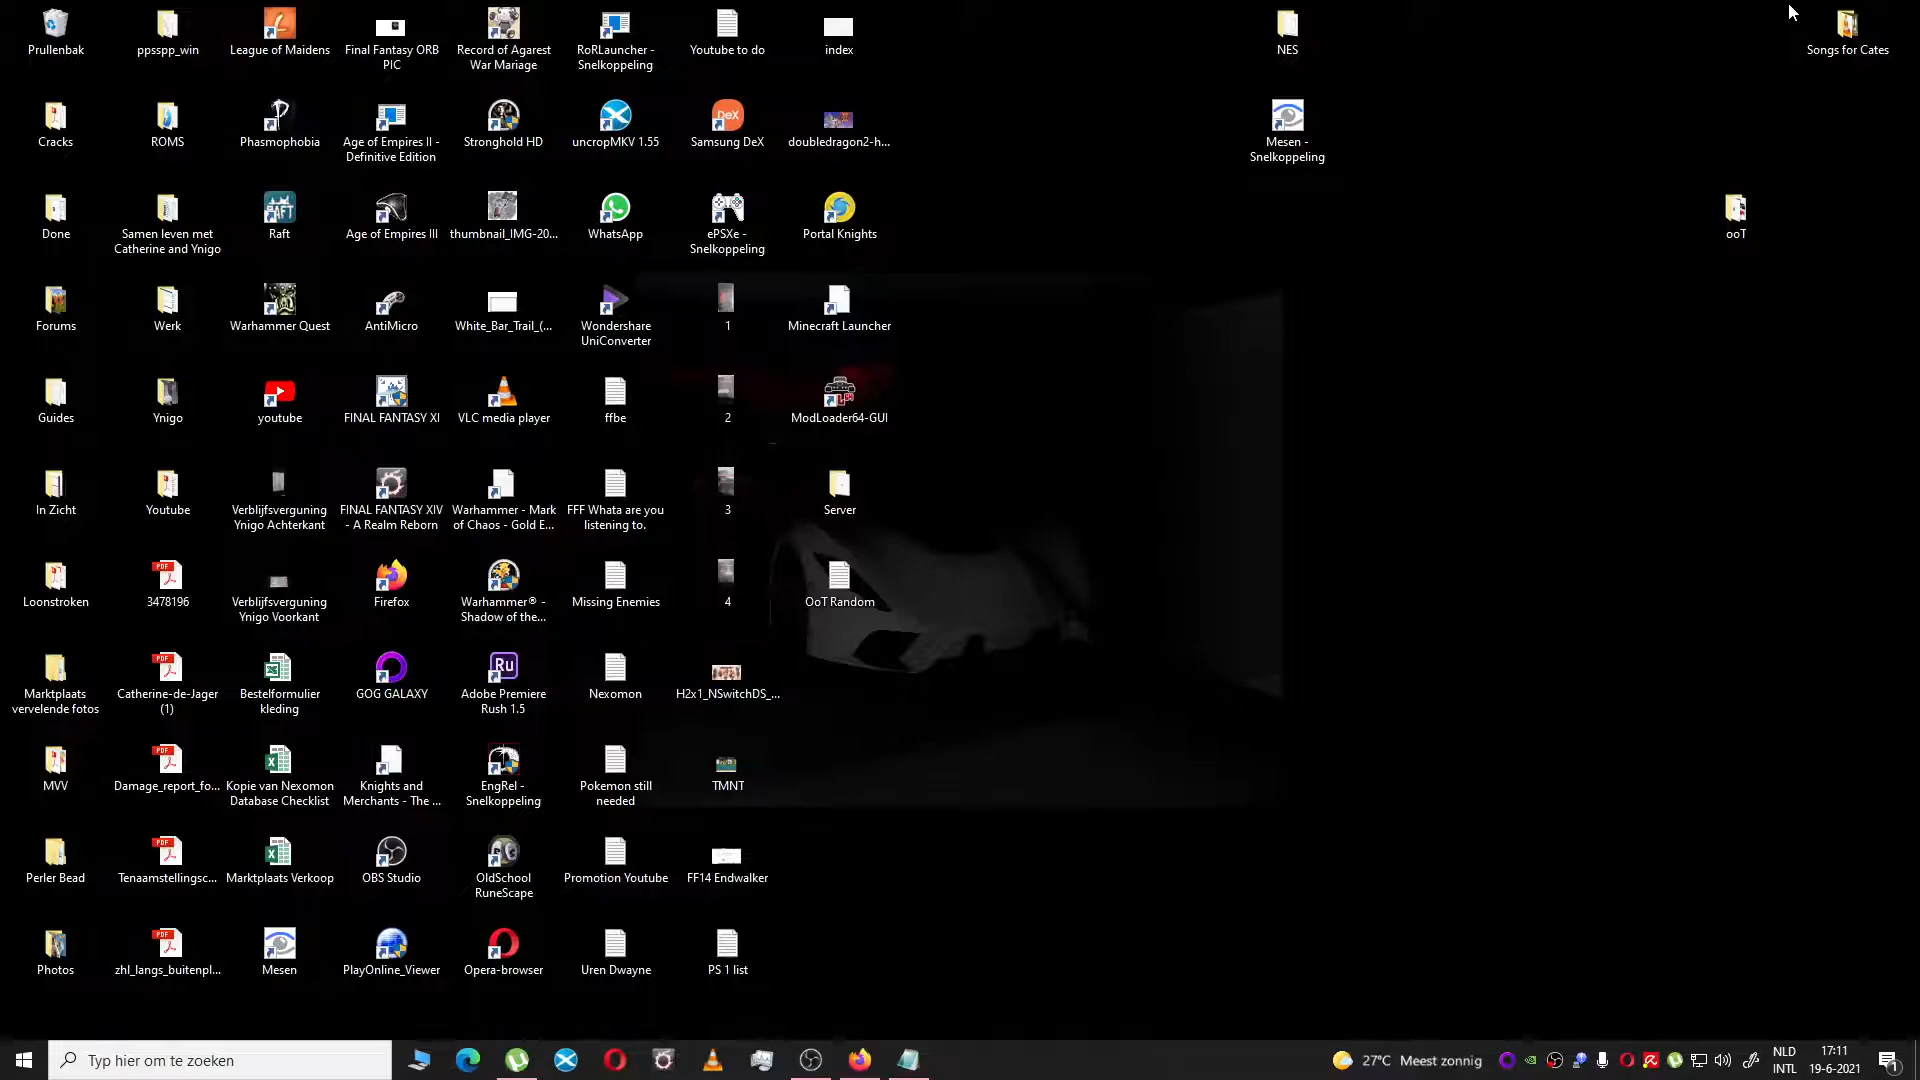 Prullenbak
ppsspp_win
League of Maidens
Final Fantasy ORB
PIC
Record of Agarest
War Mariage
RoRLauncher -
Snelkoppeling
Youtube to do
index
NES
Songs for Cates
Cracks
ROMS
Phasmophobia
Age of Empires II -
Definitive Edition
Stronghold HD
uncropMKV 1.55
DeX
Samsung DeX
doubledragon2-h...
Mesen -
Snelkoppeling
Done
Samen leven met
Catherine and Ynigo
RAFT
Raft
Age of Empires III
thumbnail_IMG-20...
WhatsApp
ePSXe -
Snelkoppeling
Portal Knights
ooT
Forums
Werk
Warhammer Quest
AntiMicro
White_Bar_Trail_(...
Wondershare
UniConverter
1
Minecraft Launcher
Guides
Ynigo
youtube
FINAL FANTASY XI
VLC media player
ffbe
2
ModLoader64-GUI
In Zicht
Youtube
Verblijfsverguning
Ynigo Achterkant
FINAL FANTASY XIV
- A Realm Reborn
Warhammer - Mark
of Chaos - Gold E...
FFF Whata are you
listening to.
3
Server
Loonstroken
PDF
3478196
Verblijfsverguning
Ynigo Voorkant
Firefox
Warhammer® -
Shadow of the...
Missing Enemies
4
OoT Random
Marktplaats
vervelende fotos
PDF
Catherine-de-Jager
(1)
Bestelformulier
kleding
GOG GALAXY
Ru
Adobe Premiere
Rush 1.5
Nexomon
H2x1_NSwitchDS_...
MVV
PDF
Damage_report_fo...
Kopie van Nexomon
Database Checklist
Knights and
Merchants - The ...
EngRel -
Snelkoppeling
Pokemon still
needed
TMNT
Perler Bead
PDF
Tenaamstellingsc...
Marktplaats Verkoop
OBS Studio
OldSchool
RuneScape
Promotion Youtube
FF14 Endwalker
Photos
PDF
zhl_langs_buitenpl...
Mesen
PlayOnline_Viewer
Opera-browser
Uren Dwayne
PS 1 list
Typ hier om te zoeken
27°C Meest zonnig
NLD
INTL
17:11
19-6-2021
1